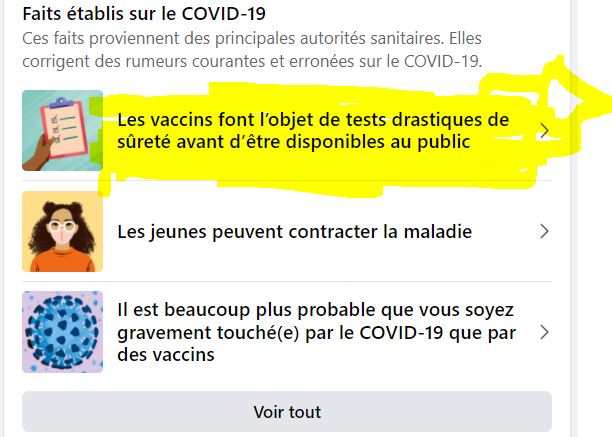 Faits établis sur le COVID-19
Ces faits proviennent des principales autorités sanitaires. Elles
corrigent des rumeurs courantes et erronées sur le COVID-19.
Les vaccins font l'objet de tests drastiques de
sûreté avant d'être disponibles au public
Les jeunes peuvent contracter la maladie
Il est beaucoup plus probable que vous soyez
gravement touché(e) par le COVID-19 que par
des vaccins
Voir tout